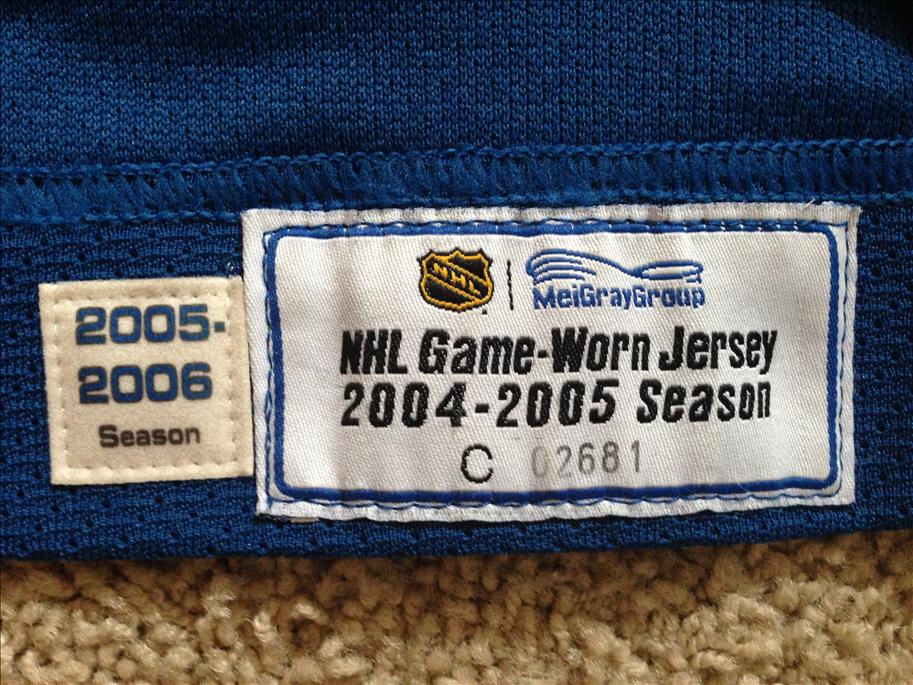 2005-
2006
Season
NHL
MeiGrayGroup
NHL Game-Worn Jersey
2004-2005 Season
C 02681